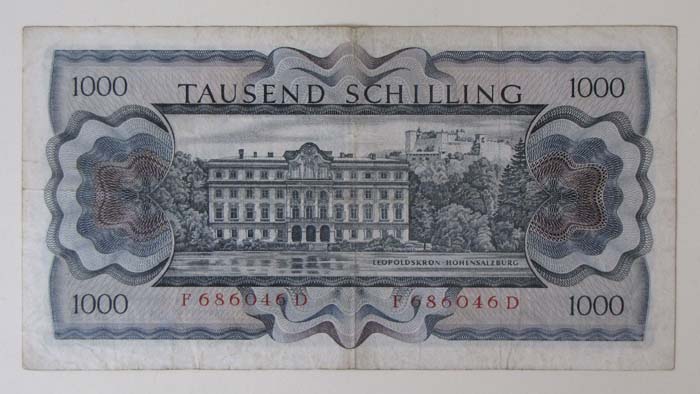 1000 TAUSEND SCHILLING 1000
LEOPOLDSKRON-HOHENSALZBURG
1000 F 686046 D F 686046 D 1000